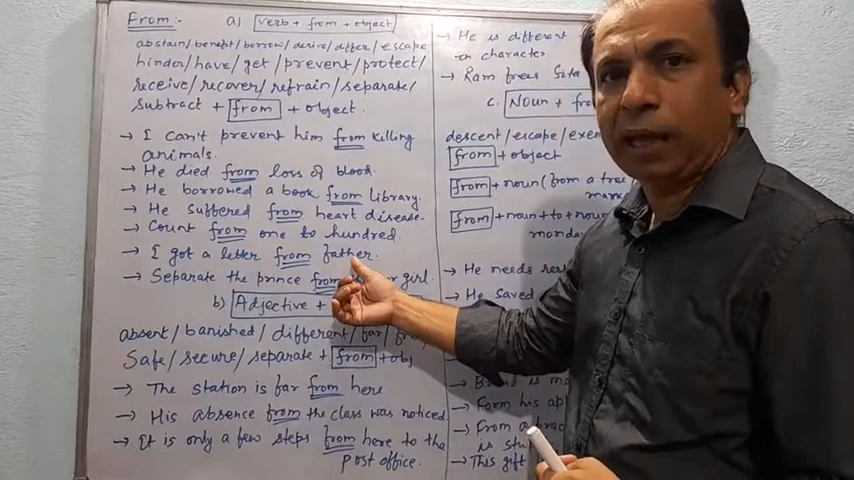 From :- a) Verb + from + object
abstain / benefit / borrow / derive / differ / escape
hinder / have / get / prevent / protect /
receive / recovery / refrain / separate /
subtract + from + object
→ I can't prevent him from killing
animals.
→ He died from loss of blood.
→ He borrowed a book from library.
→ He suffered from heart disease.
→ Count from one to hundred.
→ I got a letter from father.
→ Separate the prince from girl.
b) Adjective +
absent / banished / different / far /
safe / secure / separate + from + obj
→ The station is far from here
→ His absence from the class was noticed
→ It is only a few steps from here to the
Post office.
→ He is different
in character.
→ Ram frees
c. Noun +
descent / escape /
from + object
from + noun (from a
from + noun + to + noun
monday
→ He needs
→ He saved
→
→
→ Form his
→ From a
is
→ This gift